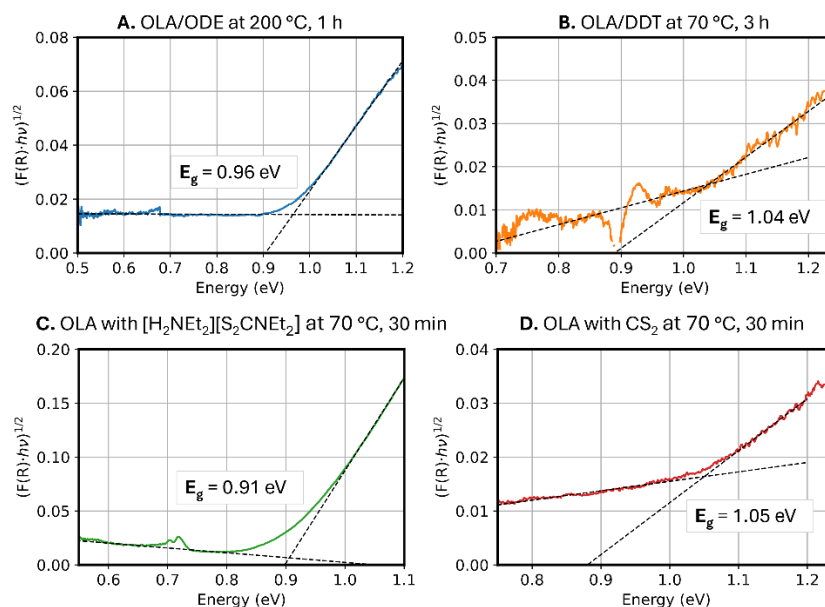 A. OLA/ODE at 200 °C, 1 h
0.08
0.06
0.04
0.02
0.00
(F(R)·hν)^{1/2}
E_g = 0.96 eV
0.5 0.6 0.7 0.8 0.9 1.0 1.1 1.2
Energy (eV)
B. OLA/DDT at 70 °C, 3 h
0.05
0.04
0.03
0.02
0.01
0.00
(F(R)·hν)^{1/2}
E_g = 1.04 eV
0.7 0.8 0.9 1.0 1.1 1.2
Energy (eV)
C. OLA with [H₂NEt₂][S₂CNEt₂] at 70 °C, 30 min
0.20
0.15
0.10
0.05
0.00
(F(R)·hν)^{1/2}
E_g = 0.91 eV
0.6 0.7 0.8 0.9 1.0 1.1
Energy (eV)
D. OLA with CS₂ at 70 °C, 30 min
0.04
0.03
0.02
0.01
0.00
(F(R)·hν)^{1/2}
E_g = 1.05 eV
0.8 0.9 1.0 1.1 1.2
Energy (eV)